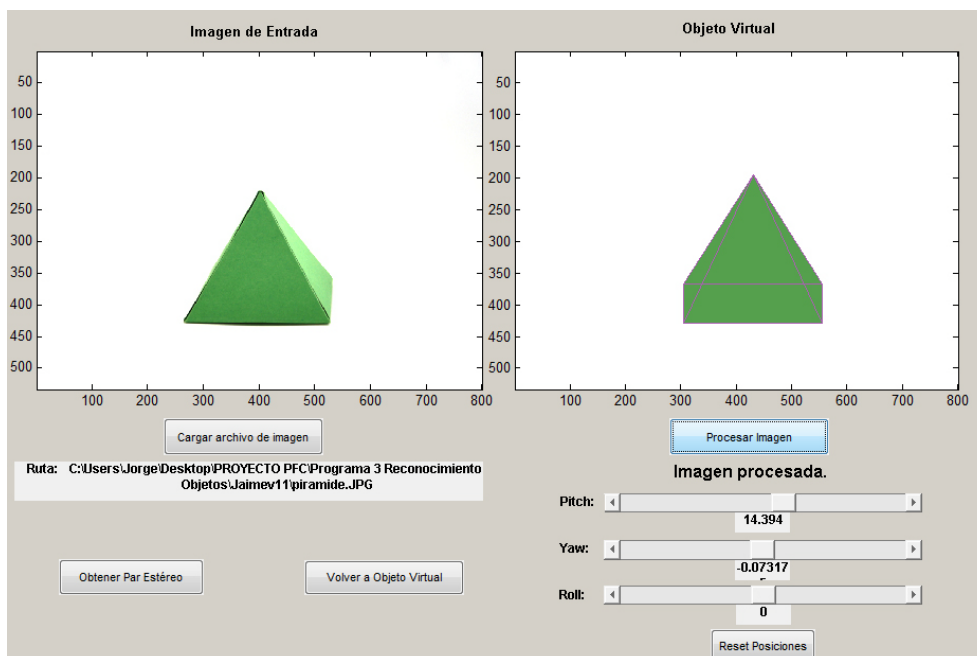 Imagen de Entrada
50
100
150
200
250
300
350
400
450
500
100 200 300 400 500 600 700 800
Cargar archivo de imagen
Ruta: C:\Users\Jorge\Desktop\PROYECTO PFC\Programa 3 Reconocimiento
Objetos\Jaimev11\piramide.JPG
Obtener Par Estéreo
Volver a Objeto Virtual
Objeto Virtual
50
100
150
200
250
300
350
400
450
500
100 200 300 400 500 600 700 800
Procesar Imagen
Imagen procesada.
Pitch:
14.394
Yaw:
-0.07317
Roll:
0
Reset Posiciones